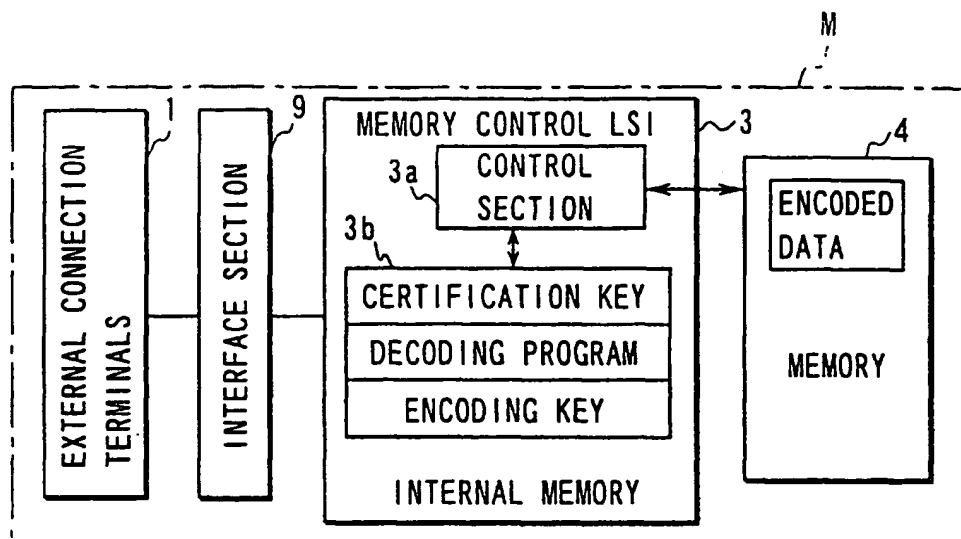 M
1
EXTERNAL CONNECTION
TERMINALS
9
INTERFACE SECTION
MEMORY CONTROL LSI
3
3a
CONTROL
SECTION
3b
CERTIFICATION KEY
DECODING PROGRAM
ENCODING KEY
INTERNAL MEMORY
4
ENCODED
DATA
MEMORY